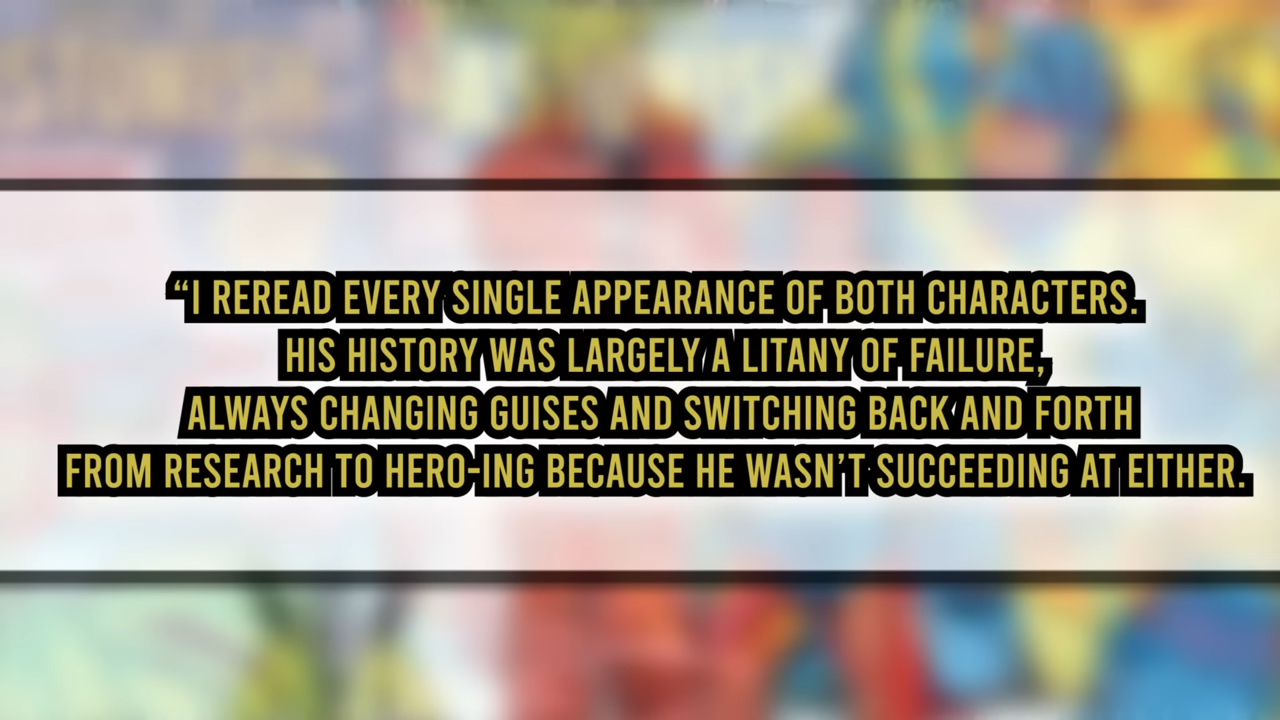 “I REREAD EVERY SINGLE APPEARANCE OF BOTH CHARACTERS.
HIS HISTORY WAS LARGELY A LITANY OF FAILURE,
ALWAYS CHANGING GUISES AND SWITCHING BACK AND FORTH
FROM RESEARCH TO HERO-ING BECAUSE HE WASN’T SUCCEEDING AT EITHER.